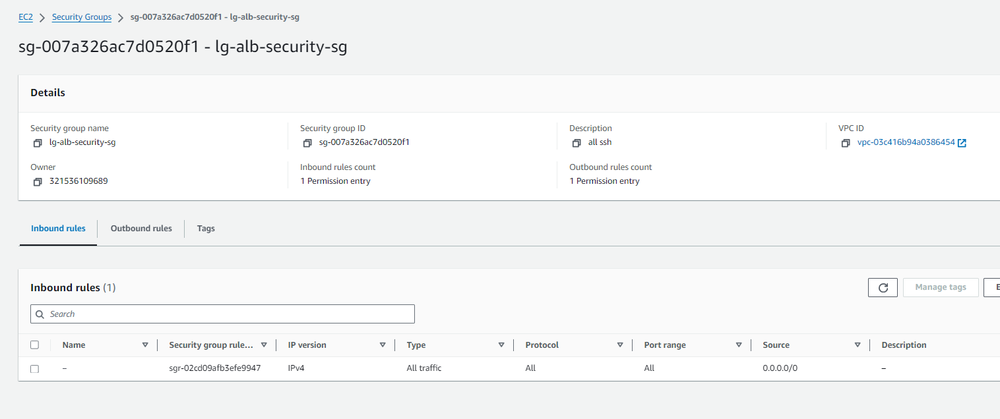 EC2 > Security Groups > sg-007a326ac7d0520f1 - lg-alb-security-sg
sg-007a326ac7d0520f1 - lg-alb-security-sg
Details
Security group name Security group ID Description VPC ID
lg-alb-security-sg sg-007a326ac7d0520f1 all ssh vpc-03c416b94a0386454
Owner Inbound rules count Outbound rules count
321536109689 1 Permission entry 1 Permission entry
Inbound rules Outbound rules Tags
Inbound rules (1)
Manage tags E
Search
Name Security group rule... IP version Type Protocol Port range Source Description
– sgr-02cd09afb3efe9947 IPv4 All traffic All All 0.0.0.0/0 –